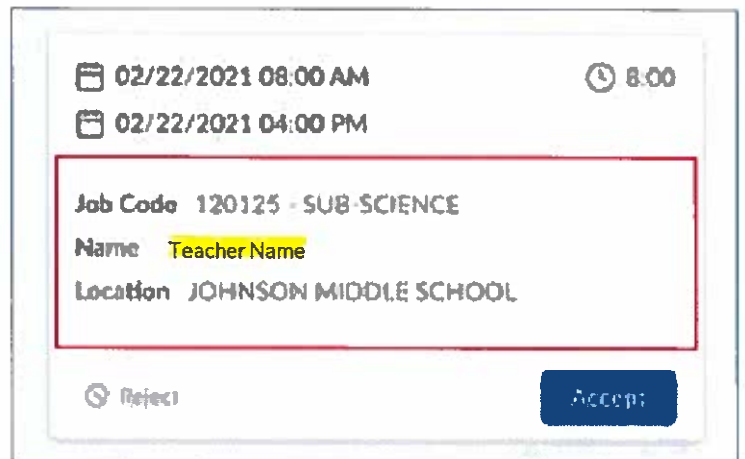 02/22/2021 08:00 AM 8:00
02/22/2021 04:00 PM
Job Code 120125 - SUB-SCIENCE
Name Teacher Name
Location JOHNSON MIDDLE SCHOOL
Reject Accept